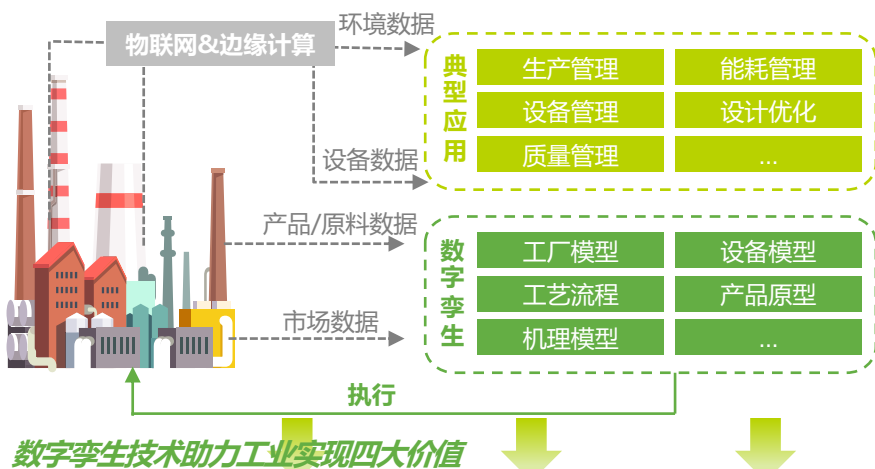 物联网&边缘计算
环境数据
设备数据
产品/原料数据
市场数据
典型应用
生产管理
能耗管理
设备管理
设计优化
质量管理
...
数字孪生
工厂模型
设备模型
工艺流程
产品原型
机理模型
...
执行
数字孪生技术助力工业实现四大价值